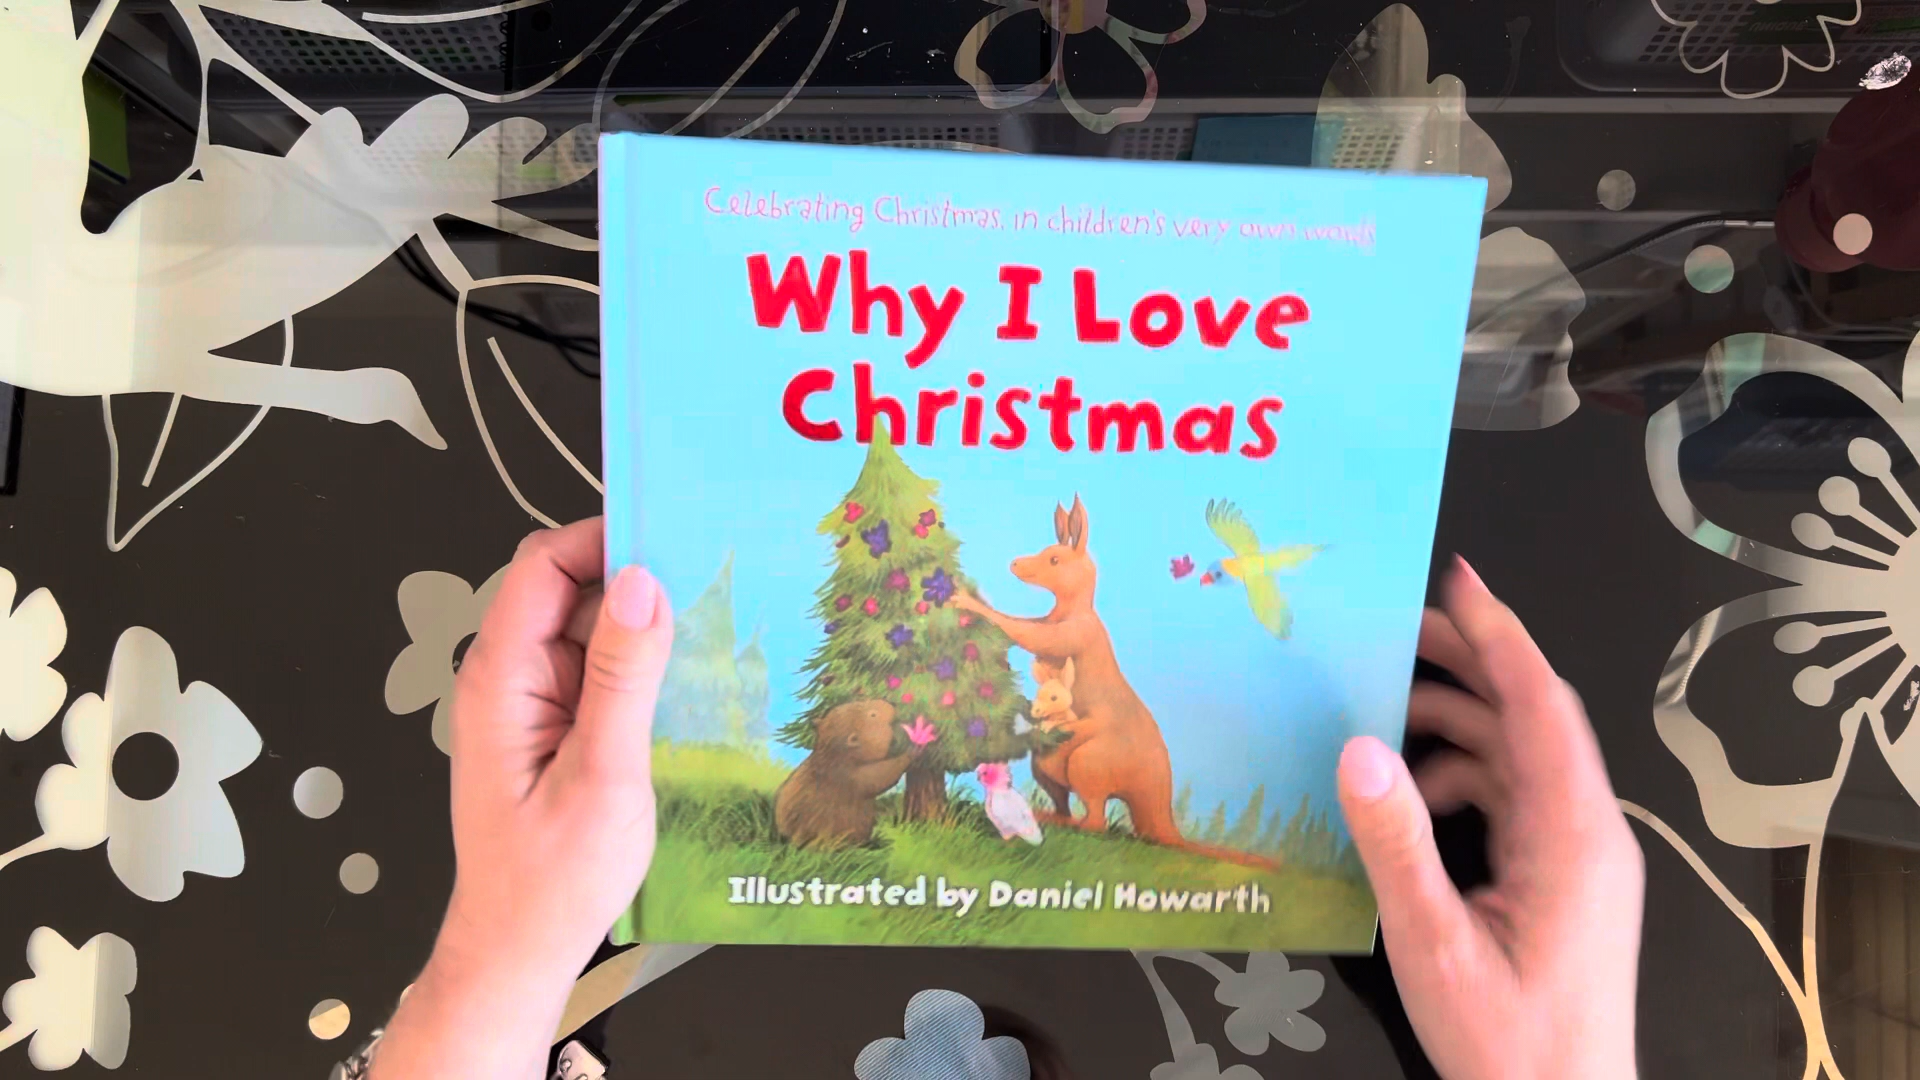 Celebrating Christmas, in children's very own words
Why I Love
Christmas
Illustrated by Daniel Howarth